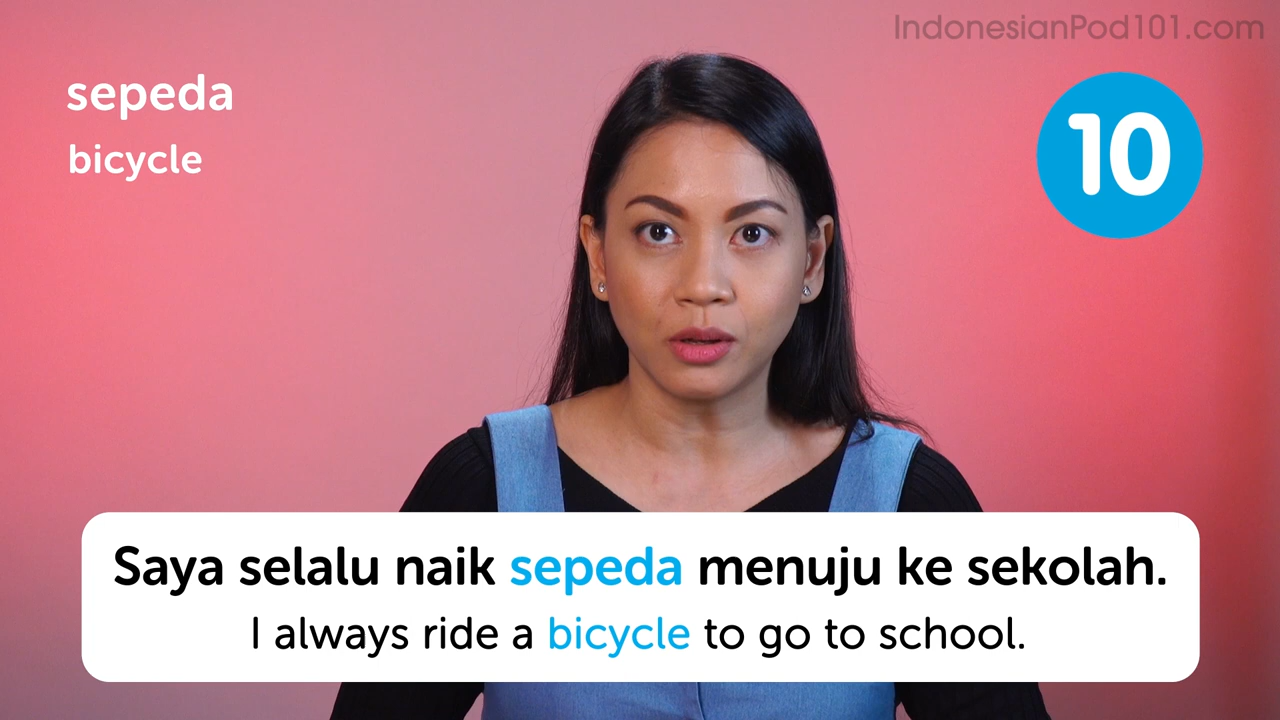 IndonesianPod101.com
sepeda
bicycle
10
Saya selalu naik sepeda menuju ke sekolah.
I always ride a bicycle to go to school.